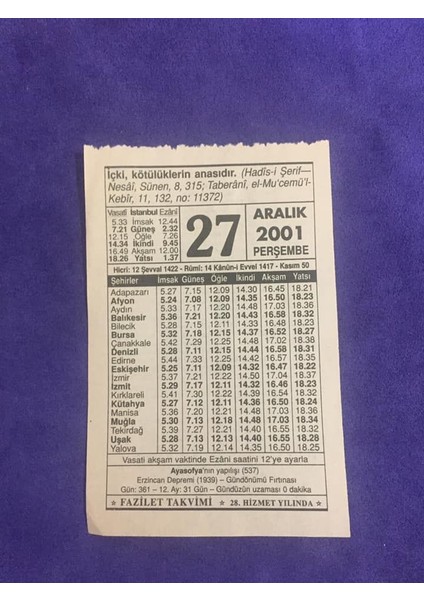 İçki, kötülüklerin anasıdır. (Hadîs-i Şerif—
Nesâî, Sünen, 8, 315; Taberânî, el-Mu'cemü'l-
Kebîr, 11, 132, no: 11372)
Vasatî İstanbul Ezânî
5.33 İmsak 12.44
7.21 Güneş 2.32
12.15 Öğle 7.26
14.34 İkindi 9.45
16.49 Akşam 12.00
18.26 Yatsı 1.37
27
ARALIK
2001
PERŞEMBE
Hicrî: 12 Şevval 1422 - Rûmî: 14 Kânûn-i Evvel 1417 - Kasım 50
Şehirler İmsak Güneş Öğle İkindi Akşam Yatsı
Adapazarı 5.27 7.15 12.09 14.30 16.45 18.21
Afyon 5.24 7.08 12.09 14.35 16.50 18.23
Aydın 5.33 7.17 12.20 14.48 17.03 18.36
Balıkesir 5.36 7.21 12.20 14.43 16.58 18.32
Bilecik 5.28 7.15 12.11 14.33 16.48 18.23
Bursa 5.32 7.18 12.15 14.37 16.52 18.27
Çanakkale 5.42 7.29 12.25 14.48 17.02 18.38
Denizli 5.28 7.11 12.15 14.44 16.58 18.31
Edirne 5.44 7.33 12.25 14.42 16.57 18.35
Eskişehir 5.25 7.11 12.09 14.32 16.47 18.22
İzmir 5.37 7.21 12.22 14.50 17.04 18.37
İzmit 5.29 7.17 12.11 14.32 16.46 18.23
Kırklareli 5.41 7.30 12.22 14.39 16.54 18.32
Kütahya 5.27 7.12 12.11 14.36 16.50 18.24
Manisa 5.36 7.20 12.21 14.48 17.03 18.36
Muğla 5.30 7.13 12.18 14.48 17.03 18.34
Tekirdağ 5.39 7.27 12.21 14.40 16.55 18.32
Uşak 5.28 7.13 12.13 14.40 16.55 18.28
Yalova 5.32 7.19 12.14 14.35 16.50 18.25
Vasatî akşam vaktinde Ezânî saatini 12'ye ayarla
Ayasofya'nın yapılışı (537)
Erzincan Depremi (1939) – Gündönümü Fırtınası
Gün: 361 – 12. Ay: 31 Gün – Gündüzün uzaması 0 dakika
★ FAZİLET TAKVİMİ ★ 28. HİZMET YILINDA ★